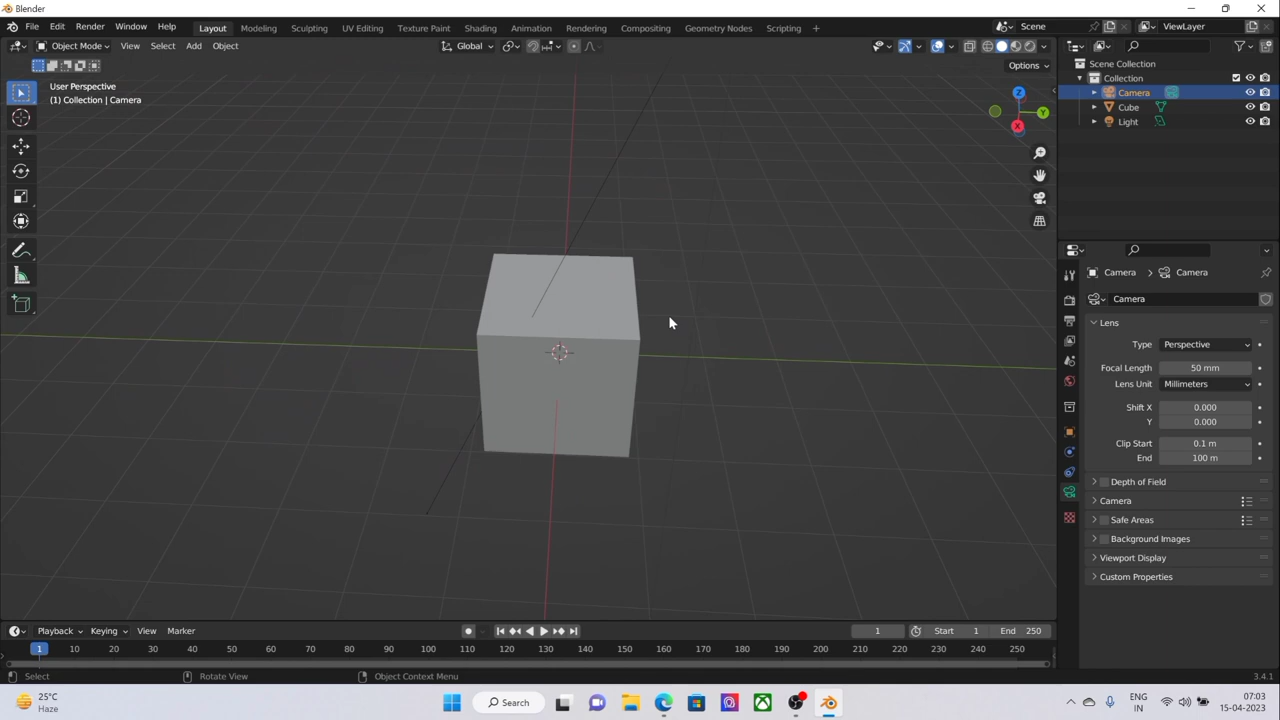 Blender
File Edit Render Window Help Layout Modeling Sculpting UV Editing Texture Paint Shading Animation Rendering Compositing Geometry Nodes Scripting + Scene ViewLayer
Object Mode View Select Add Object Global
Options
User Perspective
(1) Collection | Camera
Z
Y
X
Scene Collection
Collection
Camera
Cube
Light
Camera Camera
Camera
Lens
Type Perspective
Focal Length 50 mm
Lens Unit Millimeters
Shift X 0.000
Y 0.000
Clip Start 0.1 m
End 100 m
Depth of Field
Camera
Safe Areas
Background Images
Viewport Display
Custom Properties
Playback Keying View Marker 1 Start 1 End 250
1 10 20 30 40 50 60 70 80 90 100 110 120 130 140 150 160 170 180 190 200 210 220 230 240 250
Select Rotate View Object Context Menu 3.4.1
25°C
Haze
Search
ENG
IN
07:03
15-04-2023